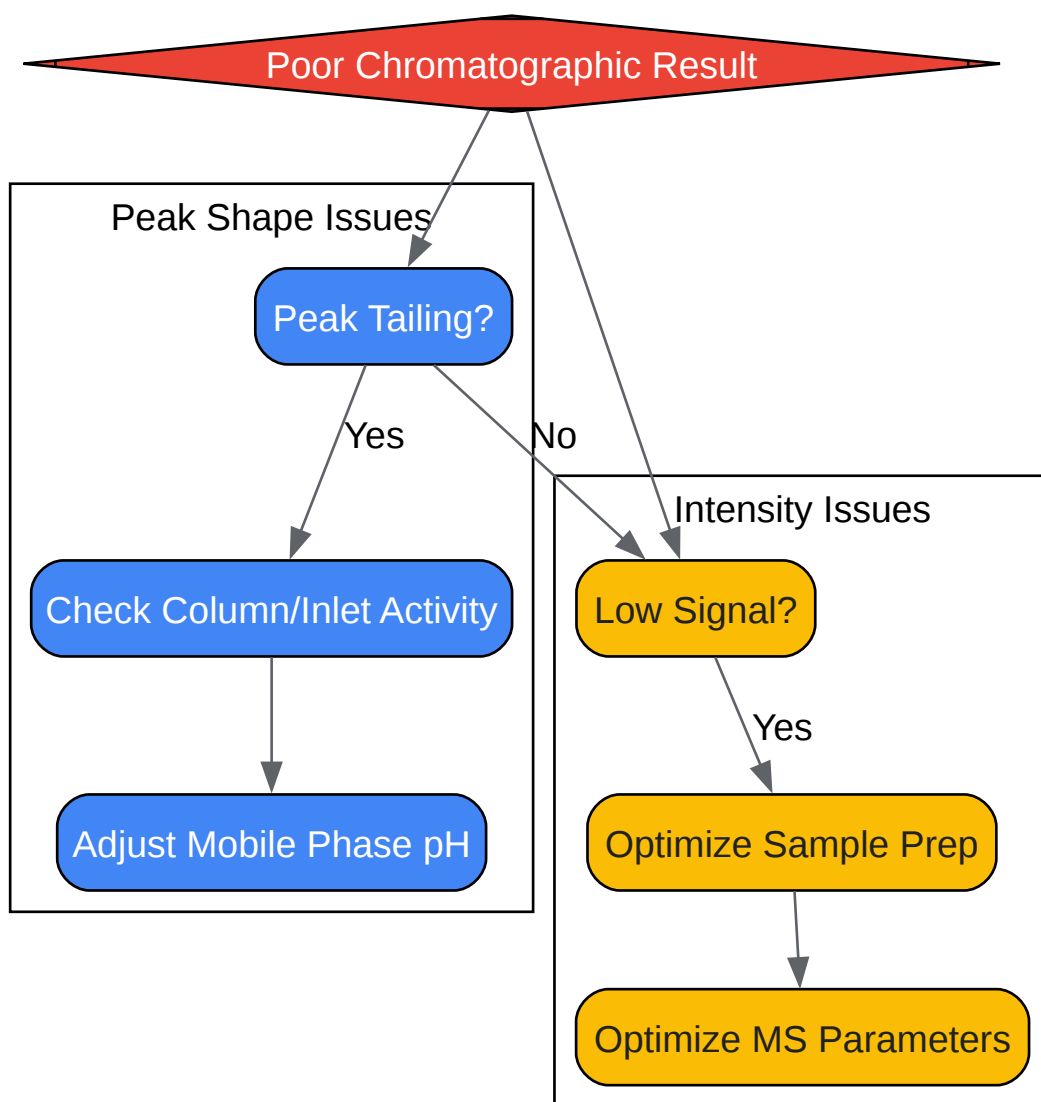 Poor Chromatographic Result
Peak Shape Issues
Peak Tailing?
Yes
No
Intensity Issues
Check Column/Inlet Activity
Low Signal?
Yes
Adjust Mobile Phase pH
Optimize Sample Prep
Optimize MS Parameters